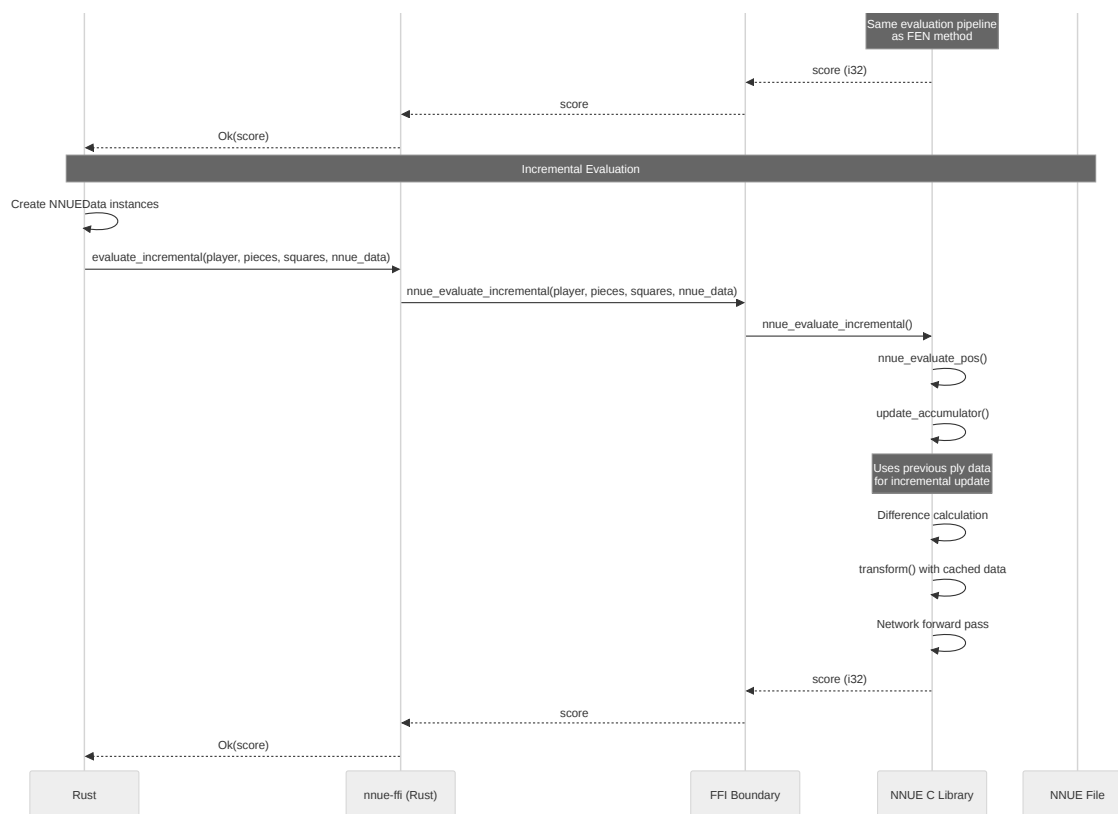 Same evaluation pipeline
as FEN method
score (i32)
score
Ok(score)
Incremental Evaluation
Create NNUEData instances
evaluate_incremental(player, pieces, squares, nnue_data)
nnue_evaluate_incremental(player, pieces, squares, nnue_data)
nnue_evaluate_incremental()
nnue_evaluate_pos()
update_accumulator()
Uses previous ply data
for incremental update
Difference calculation
transform() with cached data
Network forward pass
score (i32)
score
Ok(score)
Rust
nnue-ffi (Rust)
FFI Boundary
NNUE C Library
NNUE File